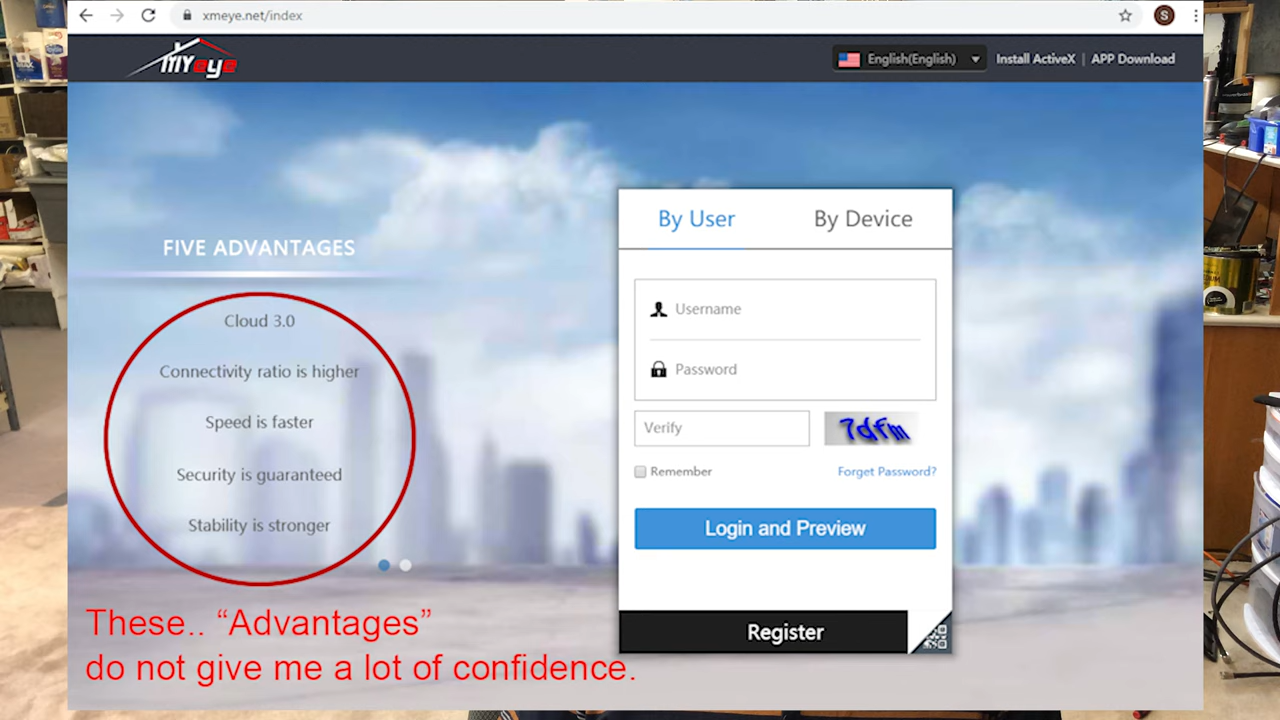 xmeye.net/index
S
MYeye
English(English)
Install ActiveX | APP Download
By User
By Device
FIVE ADVANTAGES
Cloud 3.0
Connectivity ratio is higher
Speed is faster
Security is guaranteed
Stability is stronger
Username
Password
Verify
7dfm
Remember
Forget Password?
Login and Preview
Register
These.. “Advantages”
do not give me a lot of confidence.